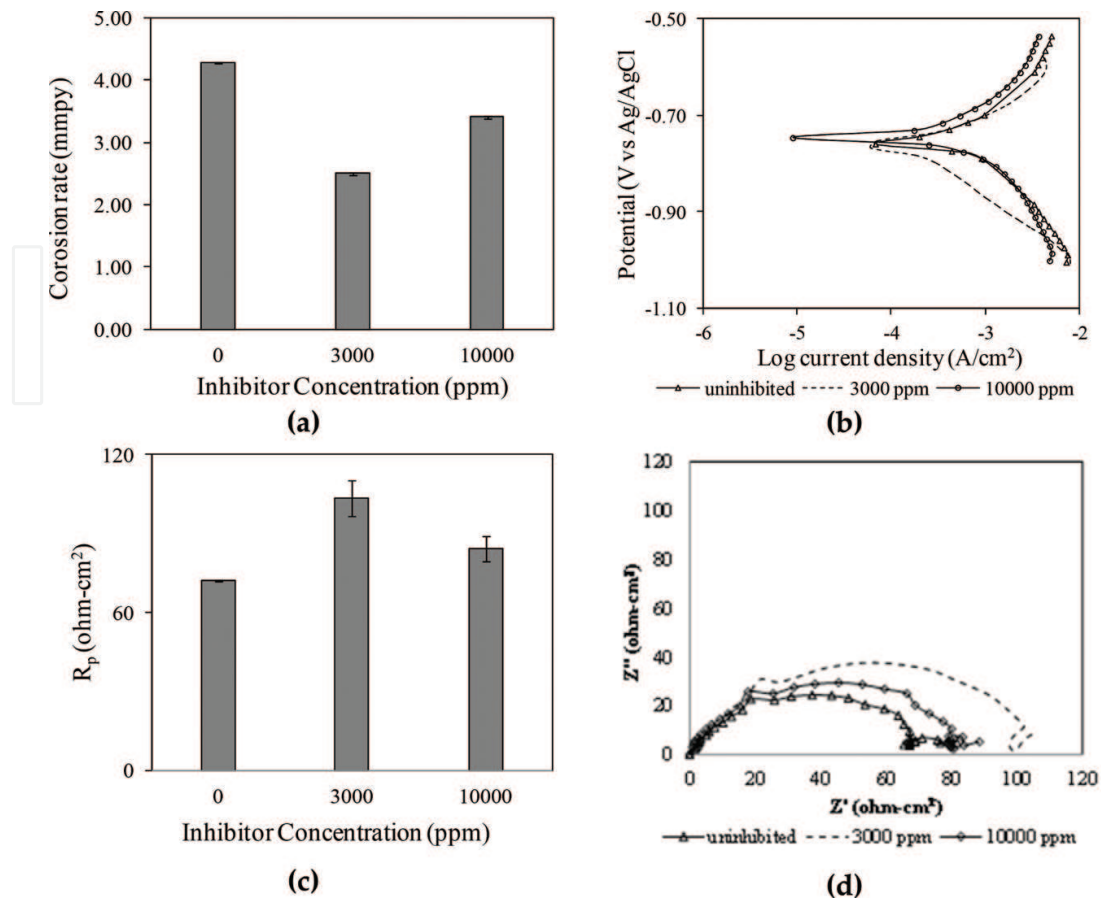 5.00
4.00
3.00
2.00
1.00
0.00
Corosion rate (mmpy)
0 3000 10000
Inhibitor Concentration (ppm)
(a)
-0.50
-0.70
-0.90
-1.10
Potential (V vs Ag/AgCl
-6 -5 -4 -3 -2
Log current density (A/cm²)
uninhibited 3000 ppm 10000 ppm
(b)
120
60
0
Rp (ohm-cm²)
0 3000 10000
Inhibitor Concentration (ppm)
(c)
120
100
80
60
40
20
0
Z'' (ohm-cm²)
0 20 40 60 80 100 120
Z' (ohm-cm²)
uninhibited 3000 ppm 10000 ppm
(d)